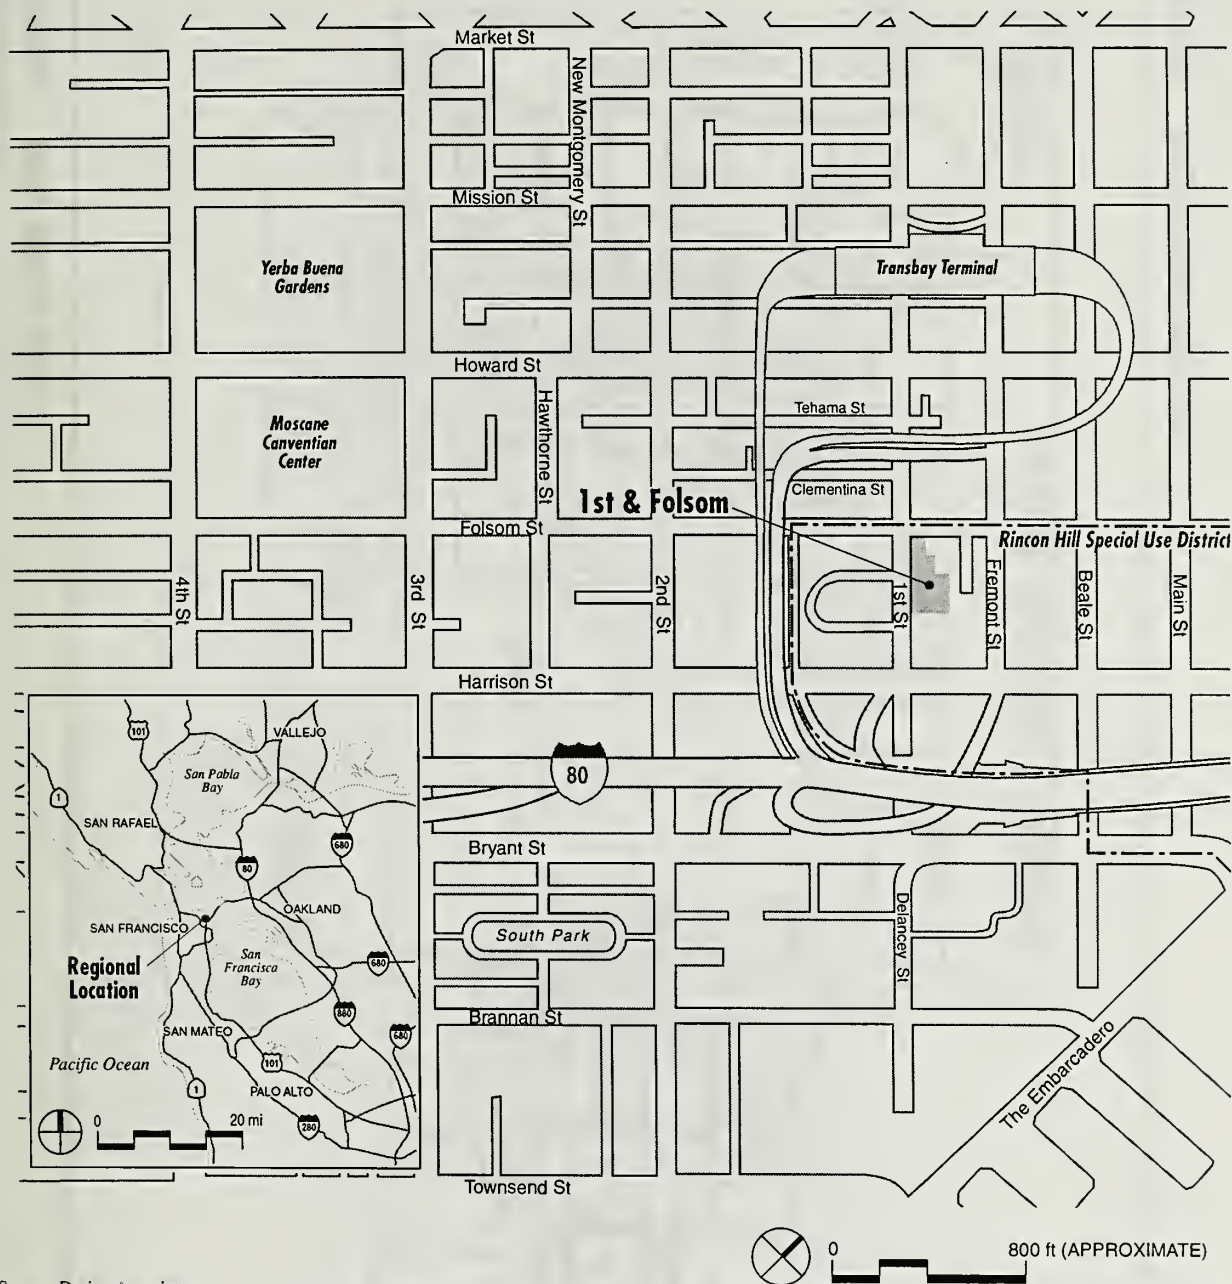 Market St
New Montgomery St
Mission St
Yerba Buena
Gardens
Transbay Terminal
Howard St
Hawthorne St
Tehama St
Moscane
Canventian
Center
Clementina St
1st & Folsom
Folsom St
Rincon Hill Speciol Use District
4th St
3rd St
2nd St
1st St
Fremont St
Beale St
Main St
Harrison St
80
Bryant St
South Park
Delancey St
Brannan St
The Embarcadero
Townsend St
101
VALLEJO
San Pabla
Bay
1
SAN RAFAEL
680
80
OAKLAND
SAN FRANCISCO
San
Francisca
Bay
680
Regional
Location
880
680
SAN MATEO
101
Pacific Ocean
PALO ALTO
1
280
0 20 mi
0 800 ft (APPROXIMATE)